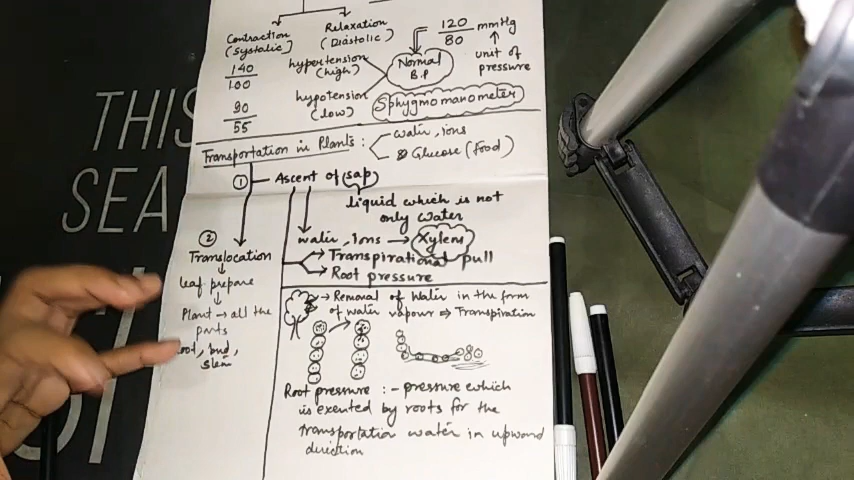 Contraction
(Systolic)
Relaxation
(Diastolic)
120
80
mmHg
unit of
pressure
140
100
hypertension
(high)
Normal
B.P
90
55
hypotension
(low)
Sphygmomanometer
Transportation in Plants :
water, ions
Glucose (food)
1
Ascent of sap
liquid which is not
only water
water, ions → Xylem
Transpirational pull
Root pressure
2
Translocation
leaf prepare
Plant → all the
parts
root, bud,
stem
→ Removal of water in the form
of water vapour ⇒ Transpiration
Root pressure : - pressure which
is exented by roots for the
transportation water in upward
direction
THIS
SEA